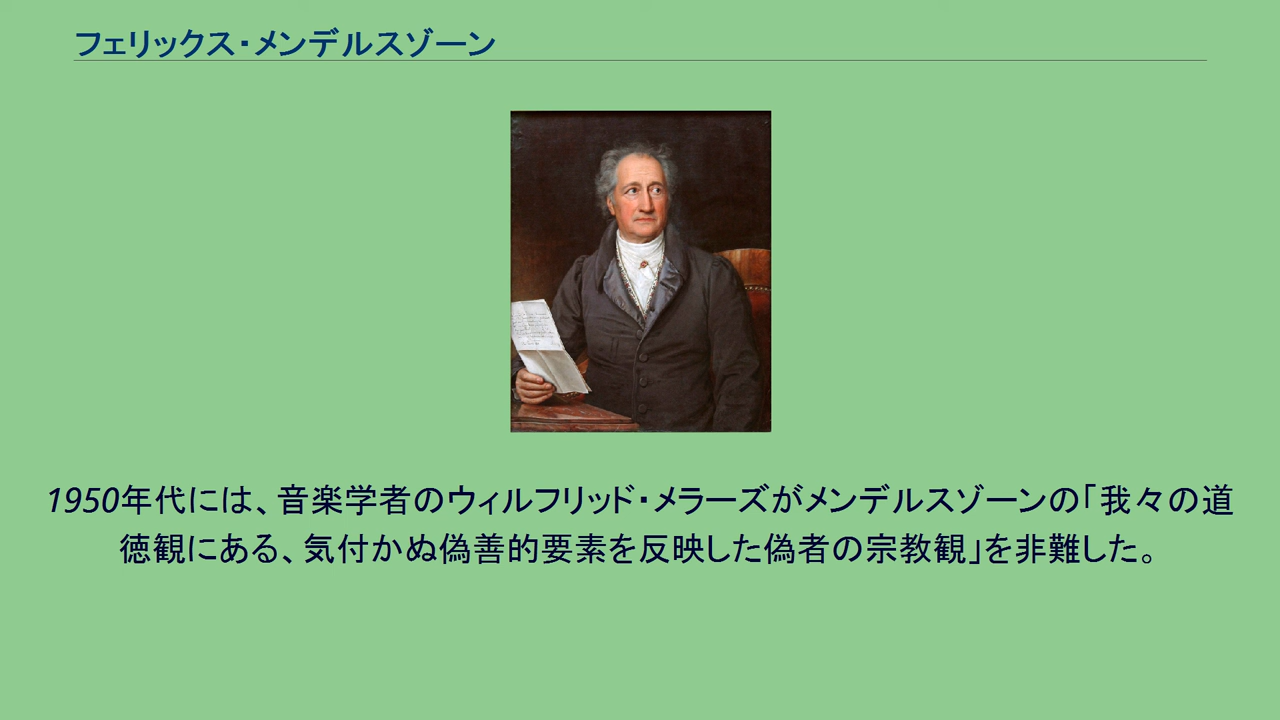 フェリックス・メンデルスゾーン
1950年代には、音楽学者のウィルフリッド・メラーズがメンデルスゾーンの「我々の道
徳観にある、気付かぬ偽善的要素を反映した偽者の宗教観」を非難した。